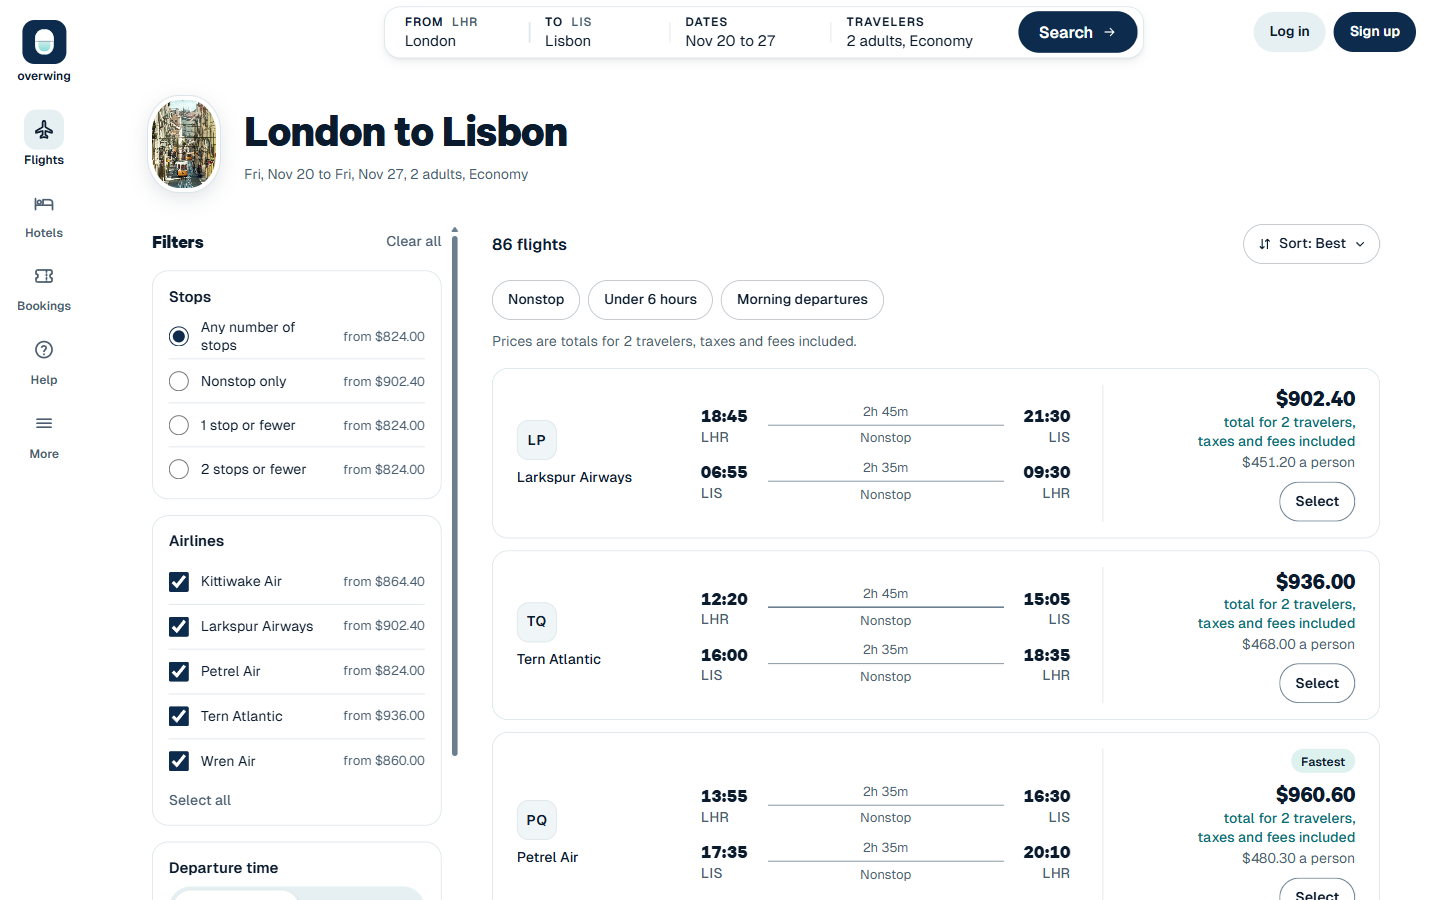 overwing
Flights
Hotels
Bookings
Help
More
FROM LHR
London
TO LIS
Lisbon
DATES
Nov 20 to 27
TRAVELERS
2 adults, Economy
Search
Log in
Sign up
London to Lisbon
Fri, Nov 20 to Fri, Nov 27, 2 adults, Economy
Filters
Clear all
Stops
Any number of
stops
from $824.00
Nonstop only
from $902.40
1 stop or fewer
from $824.00
2 stops or fewer
from $824.00
Airlines
Kittiwake Air
from $864.40
Larkspur Airways
from $902.40
Petrel Air
from $824.00
Tern Atlantic
from $936.00
Wren Air
from $860.00
Select all
Departure time
86 flights
Sort: Best
Nonstop
Under 6 hours
Morning departures
Prices are totals for 2 travelers, taxes and fees included.
LP
Larkspur Airways
18:45
LHR
2h 45m
Nonstop
21:30
LIS
06:55
LIS
2h 35m
Nonstop
09:30
LHR
$902.40
total for 2 travelers,
taxes and fees included
$451.20 a person
Select
TQ
Tern Atlantic
12:20
LHR
2h 45m
Nonstop
15:05
LIS
16:00
LIS
2h 35m
Nonstop
18:35
LHR
$936.00
total for 2 travelers,
taxes and fees included
$468.00 a person
Select
PQ
Petrel Air
13:55
LHR
2h 35m
Nonstop
16:30
LIS
17:35
LIS
2h 35m
Nonstop
20:10
LHR
Fastest
$960.60
total for 2 travelers,
taxes and fees included
$480.30 a person
Select